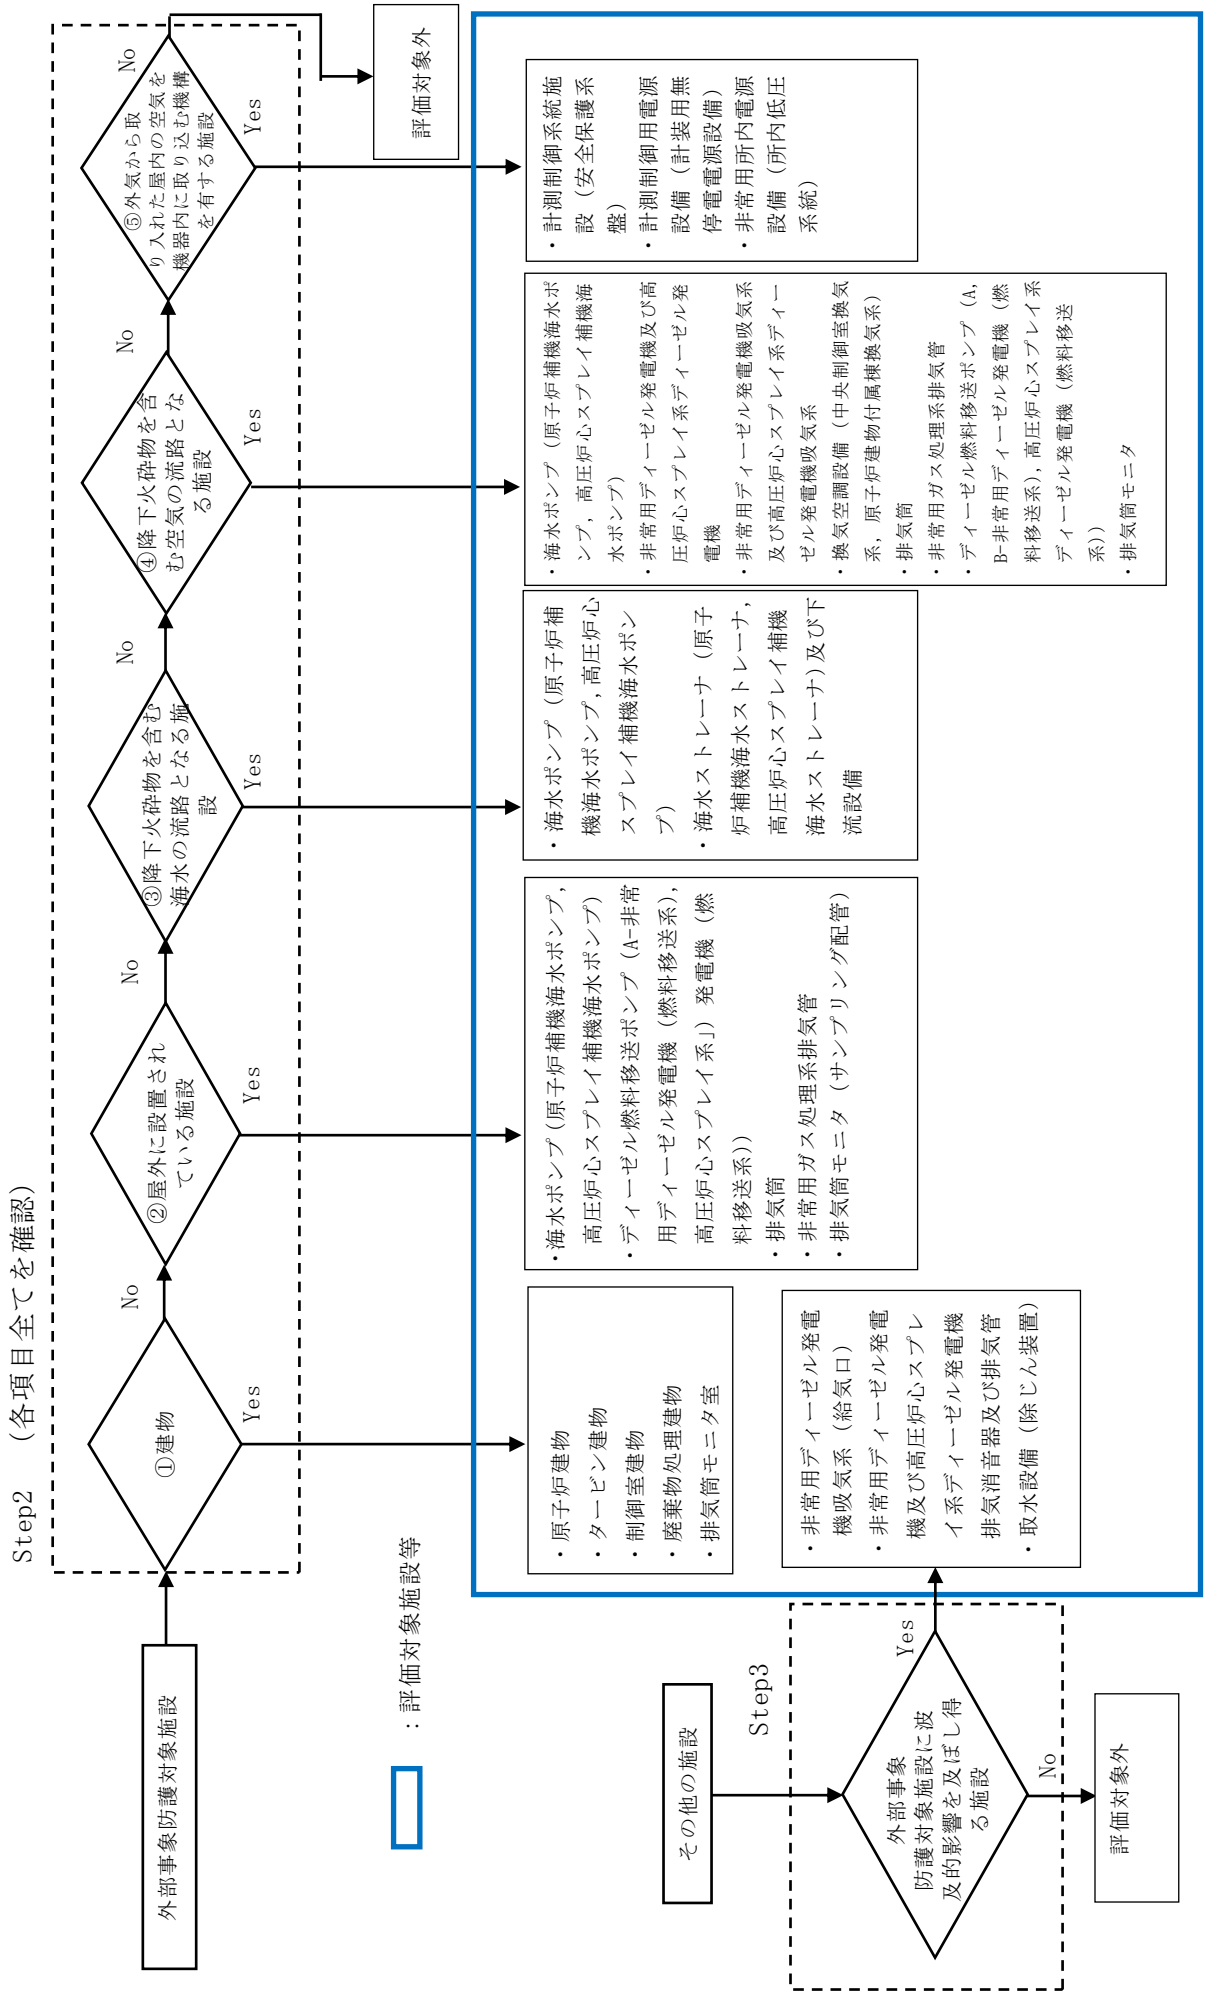 Step2 (各項目全てを確認)
外部事象防護対象施設
①建物
Yes
No
②屋外に設置され
ている施設
Yes
No
③降下火砕物を含む
海水の流路となる施
設
Yes
No
④降下火砕物を含
む空気の流路とな
る施設
Yes
No
⑤外気から取
り入れた屋内の空気を
機器内に取り込む機構
を有する施設
Yes
No
評価対象外
：評価対象施設等
・原子炉建物
・タービン建物
・制御室建物
・廃棄物処理建物
・排気筒モニタ室
・海水ポンプ(原子炉補機海水ポンプ,
高圧炉心スプレイ補機海水ポンプ)
・ディーゼル燃料移送ポンプ（A-非常
用ディーゼル発電機（燃料移送系),
高圧炉心スプレイ系」）発電機（燃
料移送系))
・排気筒
・非常用ガス処理系排気管
・排気筒モニタ（サンプリング配管）
・海水ポンプ（原子炉補
機海水ポンプ,高圧炉心
スプレイ補機海水ポン
プ）
・海水ストレーナ（原子
炉補機海水ストレーナ,
高圧炉心スプレイ補機
海水ストレーナ)及び下
流設備
・海水ポンプ（原子炉補機海水ポ
ンプ，高圧炉心スプレイ補機海
水ポンプ）
・非常用ディーゼル発電機及び高
圧炉心スプレイ系ディーゼル発
電機
・非常用ディーゼル発電機吸気系
及び高圧炉心スプレイ系ディー
ゼル発電機吸気系
・換気空調設備（中央制御室換気
系，原子炉建物付属棟換気系）
・排気筒
・非常用ガス処理系排気管
・ディーゼル燃料移送ポンプ（A,
B-非常用ディーゼル発電機（燃
料移送系),高圧炉心スプレイ系
ディーゼル発電機（燃料移送
系))
・排気筒モニタ
・計測制御系統施
設（安全保護系
盤）
・計測制御用電源
設備（計装用無
停電電源設備）
・非常用所内電源
設備（所内低圧
系統）
その他の施設
Step3
外部事象
防護対象施設に波
及的影響を及ぼし得
る施設
Yes
No
評価対象外
・非常用ディーゼル発電
機吸気系（給気口）
・非常用ディーゼル発電
機及び高圧炉心スプレ
イ系ディーゼル発電機
排気消音器及び排気管
・取水設備（除じん装置）